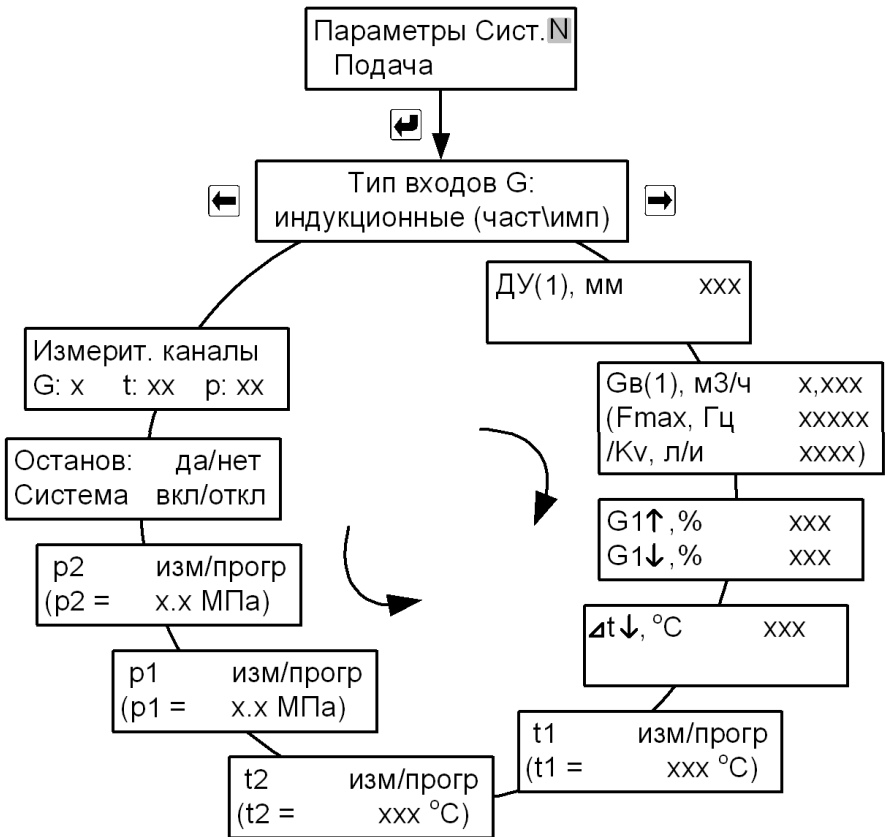 Параметры Сист.N
Подача
Тип входов G:
индукционные (част\имп)
ДУ(1), мм xxx
Gв(1), м3/ч x,xxx
(Fmax, Гц xxxxx
/Kv, л/и xxxx)
G1↑,% xxx
G1↓,% xxx
⊿t↓, °C xxx
t1 изм/прогр
(t1 = xxx °C)
t2 изм/прогр
(t2 = xxx °C)
p1 изм/прогр
(p1 = x.x МПа)
p2 изм/прогр
(p2 = x.x МПа)
Останов: да/нет
Система вкл/откл
Измерит. каналы
G: x t: xx p: xx